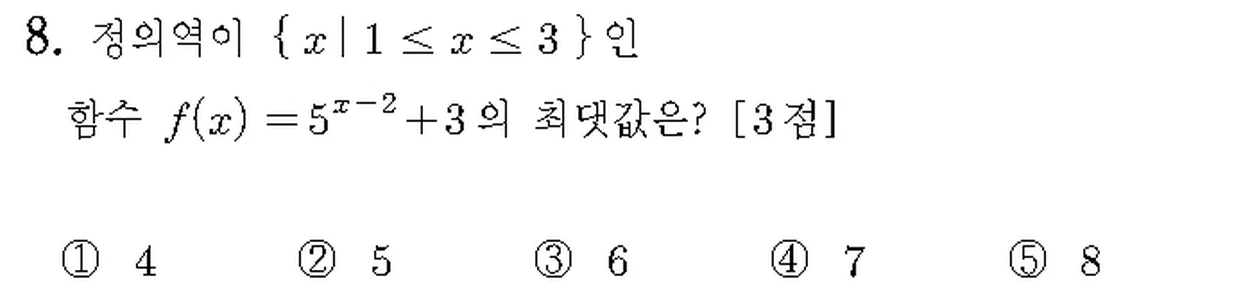 8. 정의역이 { x | 1 ≤ x ≤ 3 } 인
함수 f(x) = 5^{x-2} + 3 의 최댓값은? [3점]
① 4 ② 5 ③ 6 ④ 7 ⑤ 8